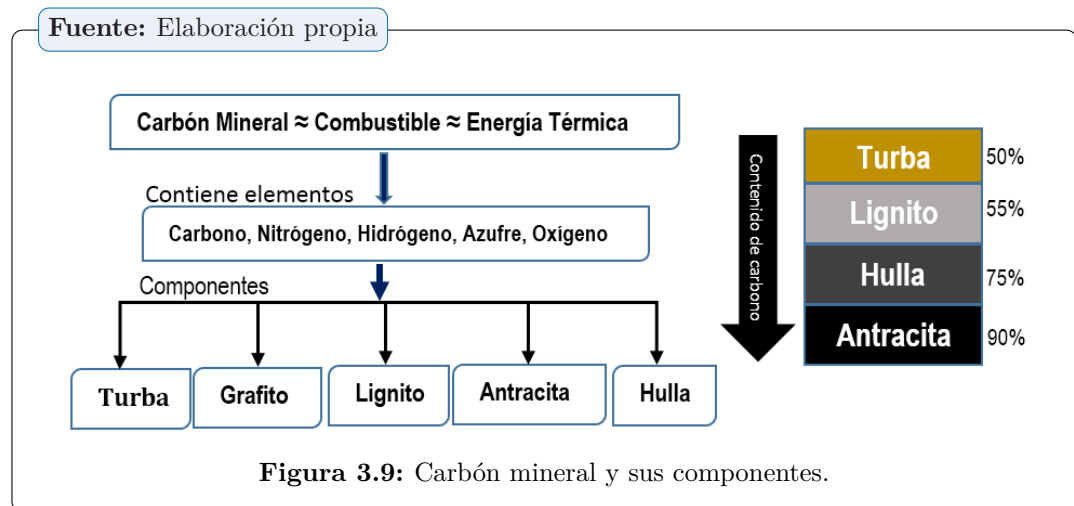 Fuente: Elaboración propia
Carbón Mineral ≈ Combustible ≈ Energía Térmica
Contiene elementos
Carbono, Nitrógeno, Hidrógeno, Azufre, Oxígeno
Componentes
Turba
Grafito
Lignito
Antracita
Hulla
Contenido de carbono
Turba 50%
Lignito 55%
Hulla 75%
Antracita 90%
Figura 3.9: Carbón mineral y sus componentes.